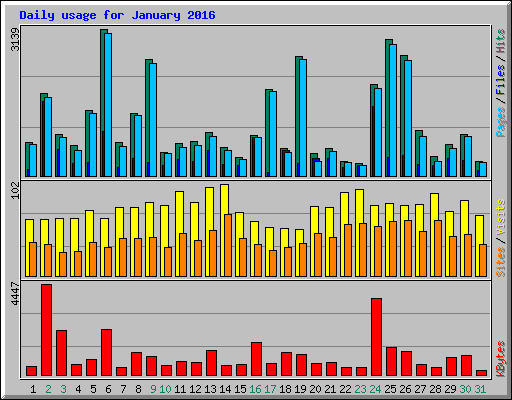 Daily usage for January 2016
3139
Pages/Files/Hits
102
Sites/Visits
4447
KBytes
1 2 3 4 5 6 7 8 9 10 11 12 13 14 15 16 17 18 19 20 21 22 23 24 25 26 27 28 29 30 31